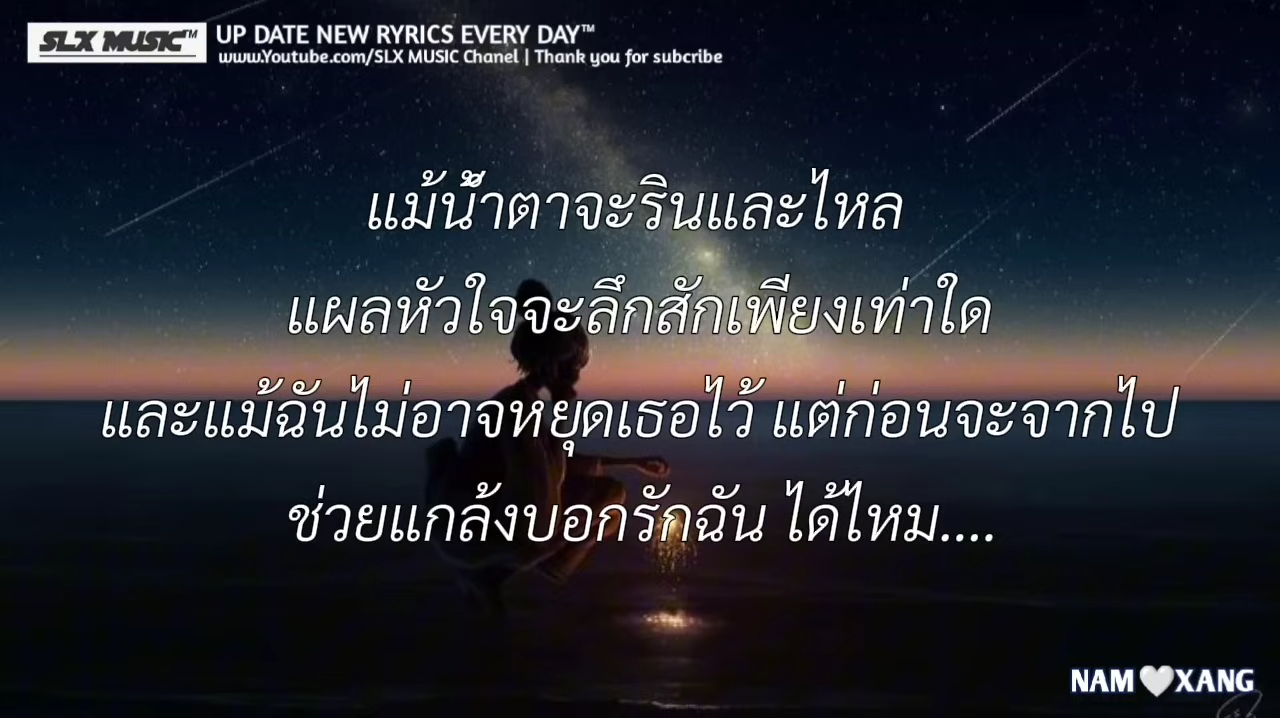 SLX MUSIC™
UP DATE NEW RYRICS EVERY DAY™
www.Youtube.com/SLX MUSIC Chanel | Thank you for subcribe
แม้น้ำตาจะรินและไหล
แผลหัวใจจะลึกสักเพียงเท่าใด
และแม้ฉันไม่อาจหยุดเธอไว้ แต่ก่อนจะจากไป
ช่วยแกล้งบอกรักฉัน ได้ไหม....
NAM🤍XANG